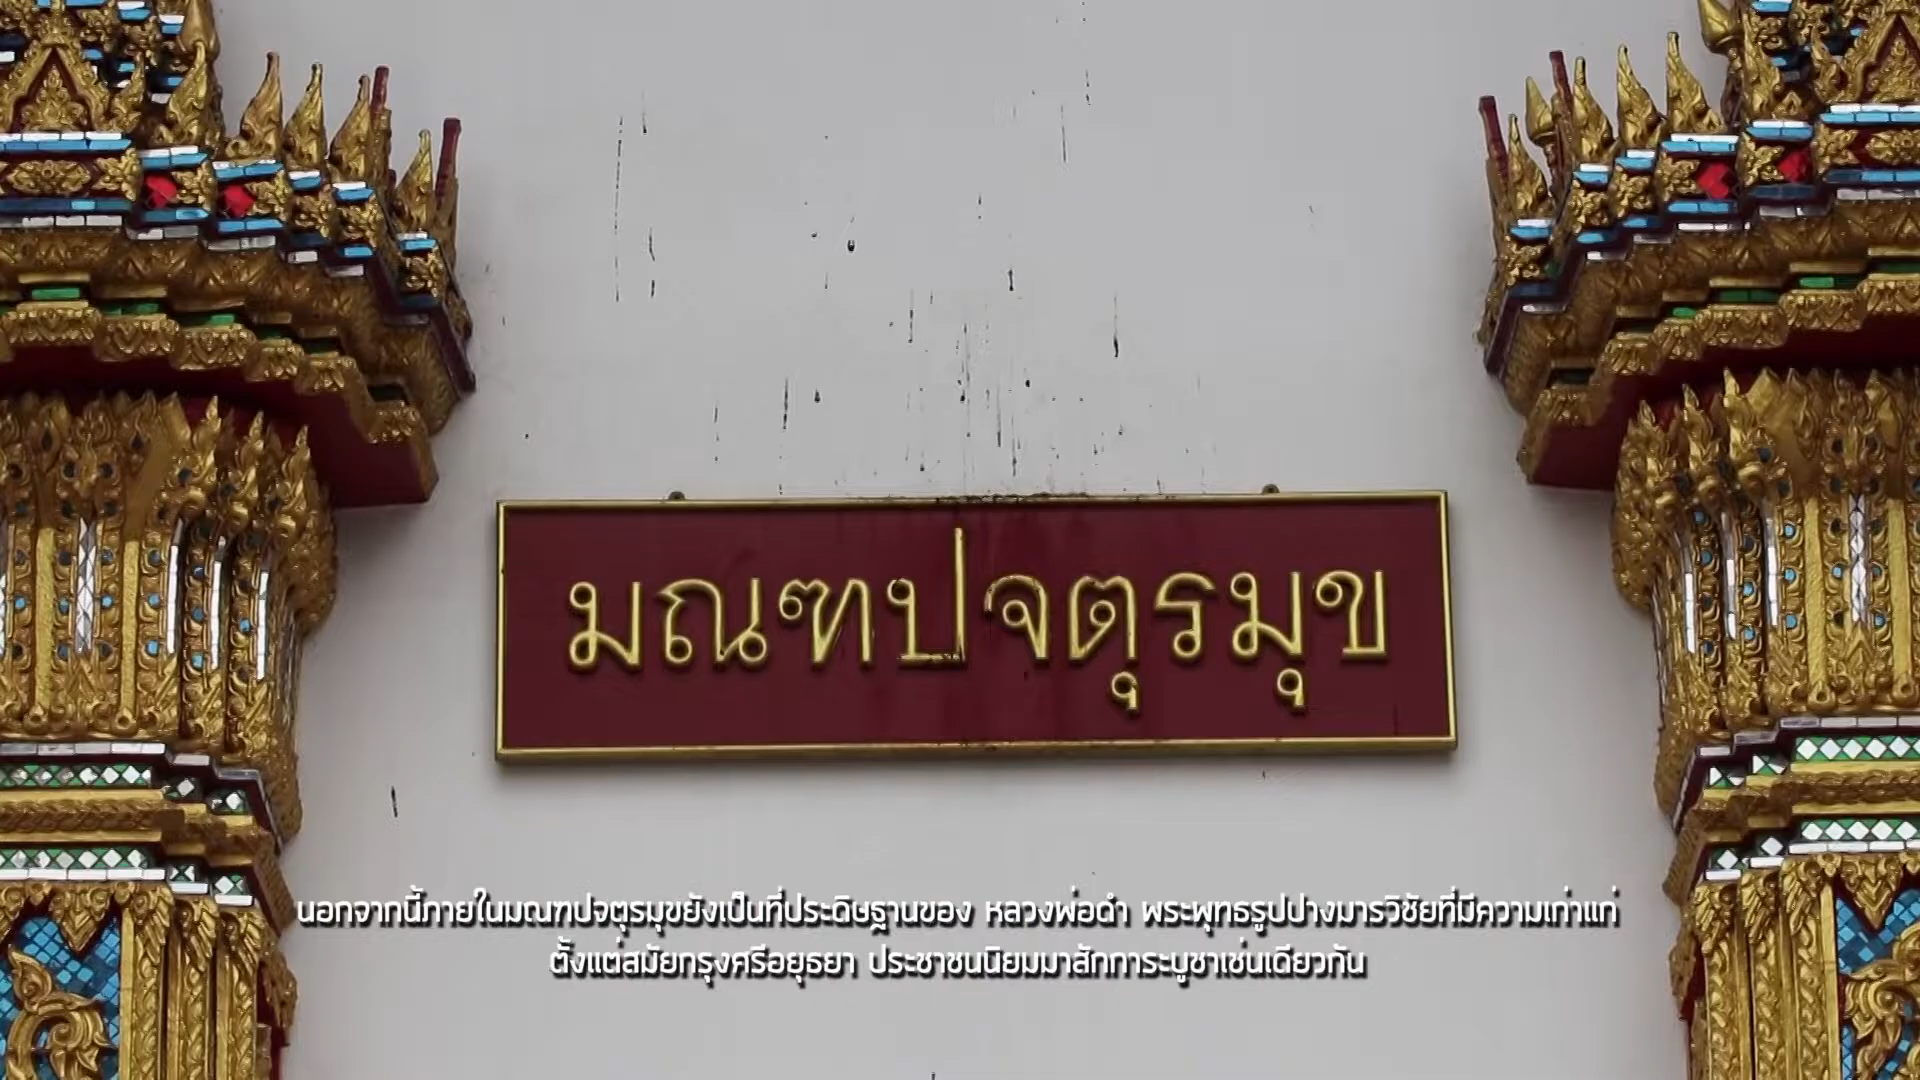 มณฑปจตุรมุข
นอกจากนี้ภายในมณฑปจตุรมุขยังเป็นที่ประดิษฐานของ หลวงพ่อดำ พระพุทธรูปปางมารวิชัยที่มีความเก่าแก่
ตั้งแต่สมัยกรุงศรีอยุธยา ประชาชนนิยมมาสักการะบูชาเช่นเดียวกัน